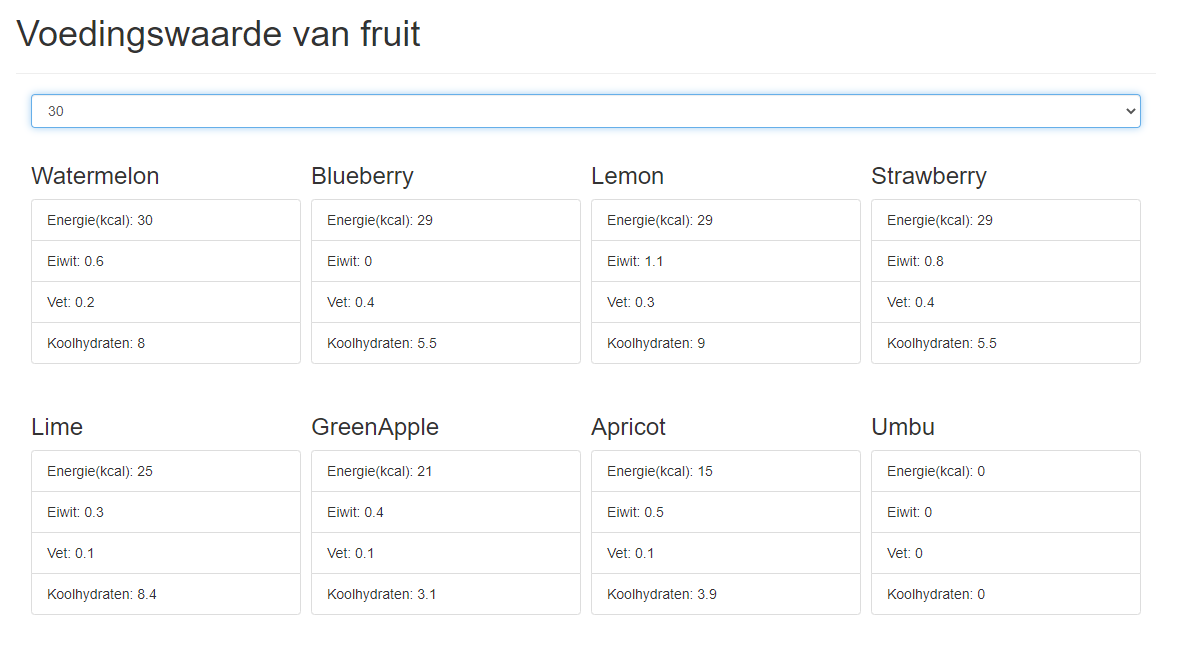 Voedingswaarde van fruit
30
Watermelon
Energie(kcal): 30
Eiwit: 0.6
Vet: 0.2
Koolhydraten: 8
Blueberry
Energie(kcal): 29
Eiwit: 0
Vet: 0.4
Koolhydraten: 5.5
Lemon
Energie(kcal): 29
Eiwit: 1.1
Vet: 0.3
Koolhydraten: 9
Strawberry
Energie(kcal): 29
Eiwit: 0.8
Vet: 0.4
Koolhydraten: 5.5
Lime
Energie(kcal): 25
Eiwit: 0.3
Vet: 0.1
Koolhydraten: 8.4
GreenApple
Energie(kcal): 21
Eiwit: 0.4
Vet: 0.1
Koolhydraten: 3.1
Apricot
Energie(kcal): 15
Eiwit: 0.5
Vet: 0.1
Koolhydraten: 3.9
Umbu
Energie(kcal): 0
Eiwit: 0
Vet: 0
Koolhydraten: 0